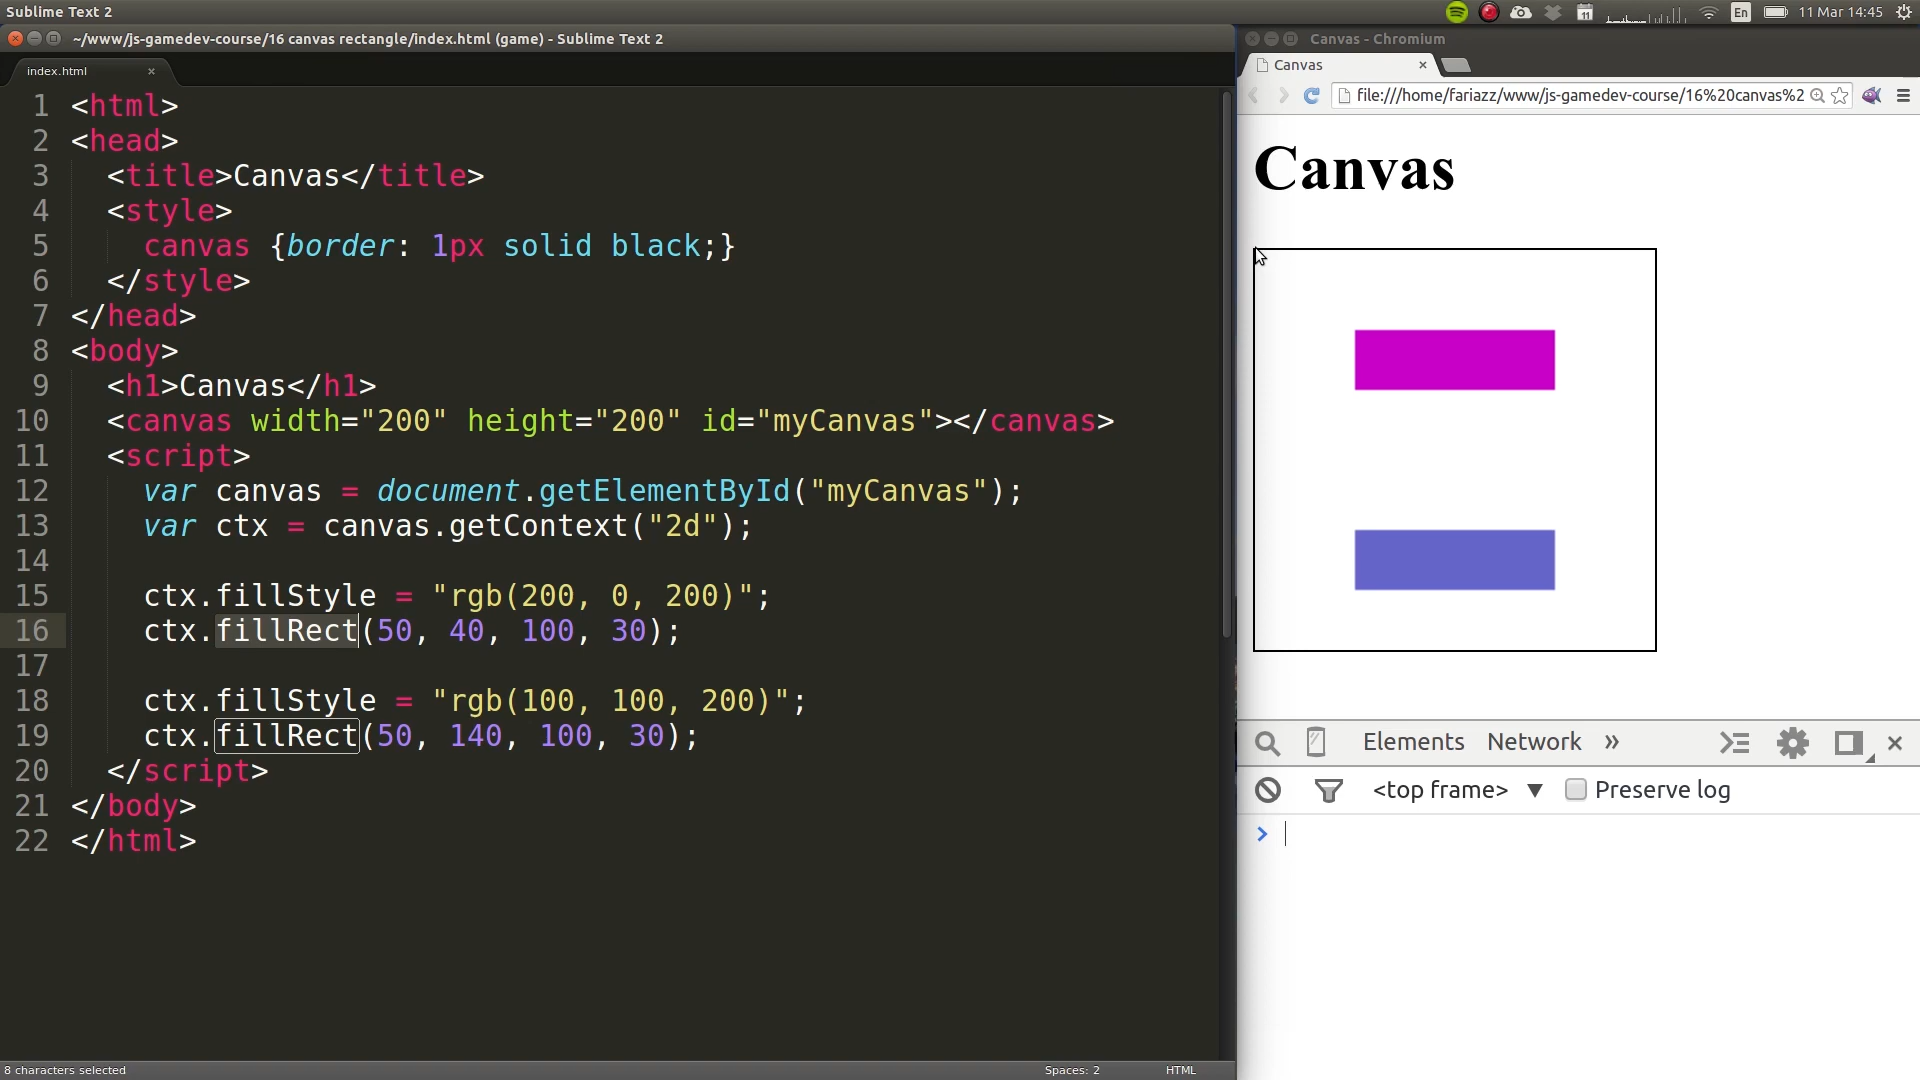 Sublime Text 2
En
11 Mar 14:45
~/www/js-gamedev-course/16 canvas rectangle/index.html (game) - Sublime Text 2
index.html
1 <html>
2 <head>
3 <title>Canvas</title>
4 <style>
5 canvas {border: 1px solid black;}
6 </style>
7 </head>
8 <body>
9 <h1>Canvas</h1>
10 <canvas width="200" height="200" id="myCanvas"></canvas>
11 <script>
12 var canvas = document.getElementById("myCanvas");
13 var ctx = canvas.getContext("2d");
14
15 ctx.fillStyle = "rgb(200, 0, 200)";
16 ctx.fillRect(50, 40, 100, 30);
17
18 ctx.fillStyle = "rgb(100, 100, 200)";
19 ctx.fillRect(50, 140, 100, 30);
20 </script>
21 </body>
22 </html>
8 characters selected
Spaces: 2
HTML
Canvas - Chromium
Canvas
file:///home/fariazz/www/js-gamedev-course/16%20canvas%2
Canvas
Elements Network »
<top frame> ▼ Preserve log
>